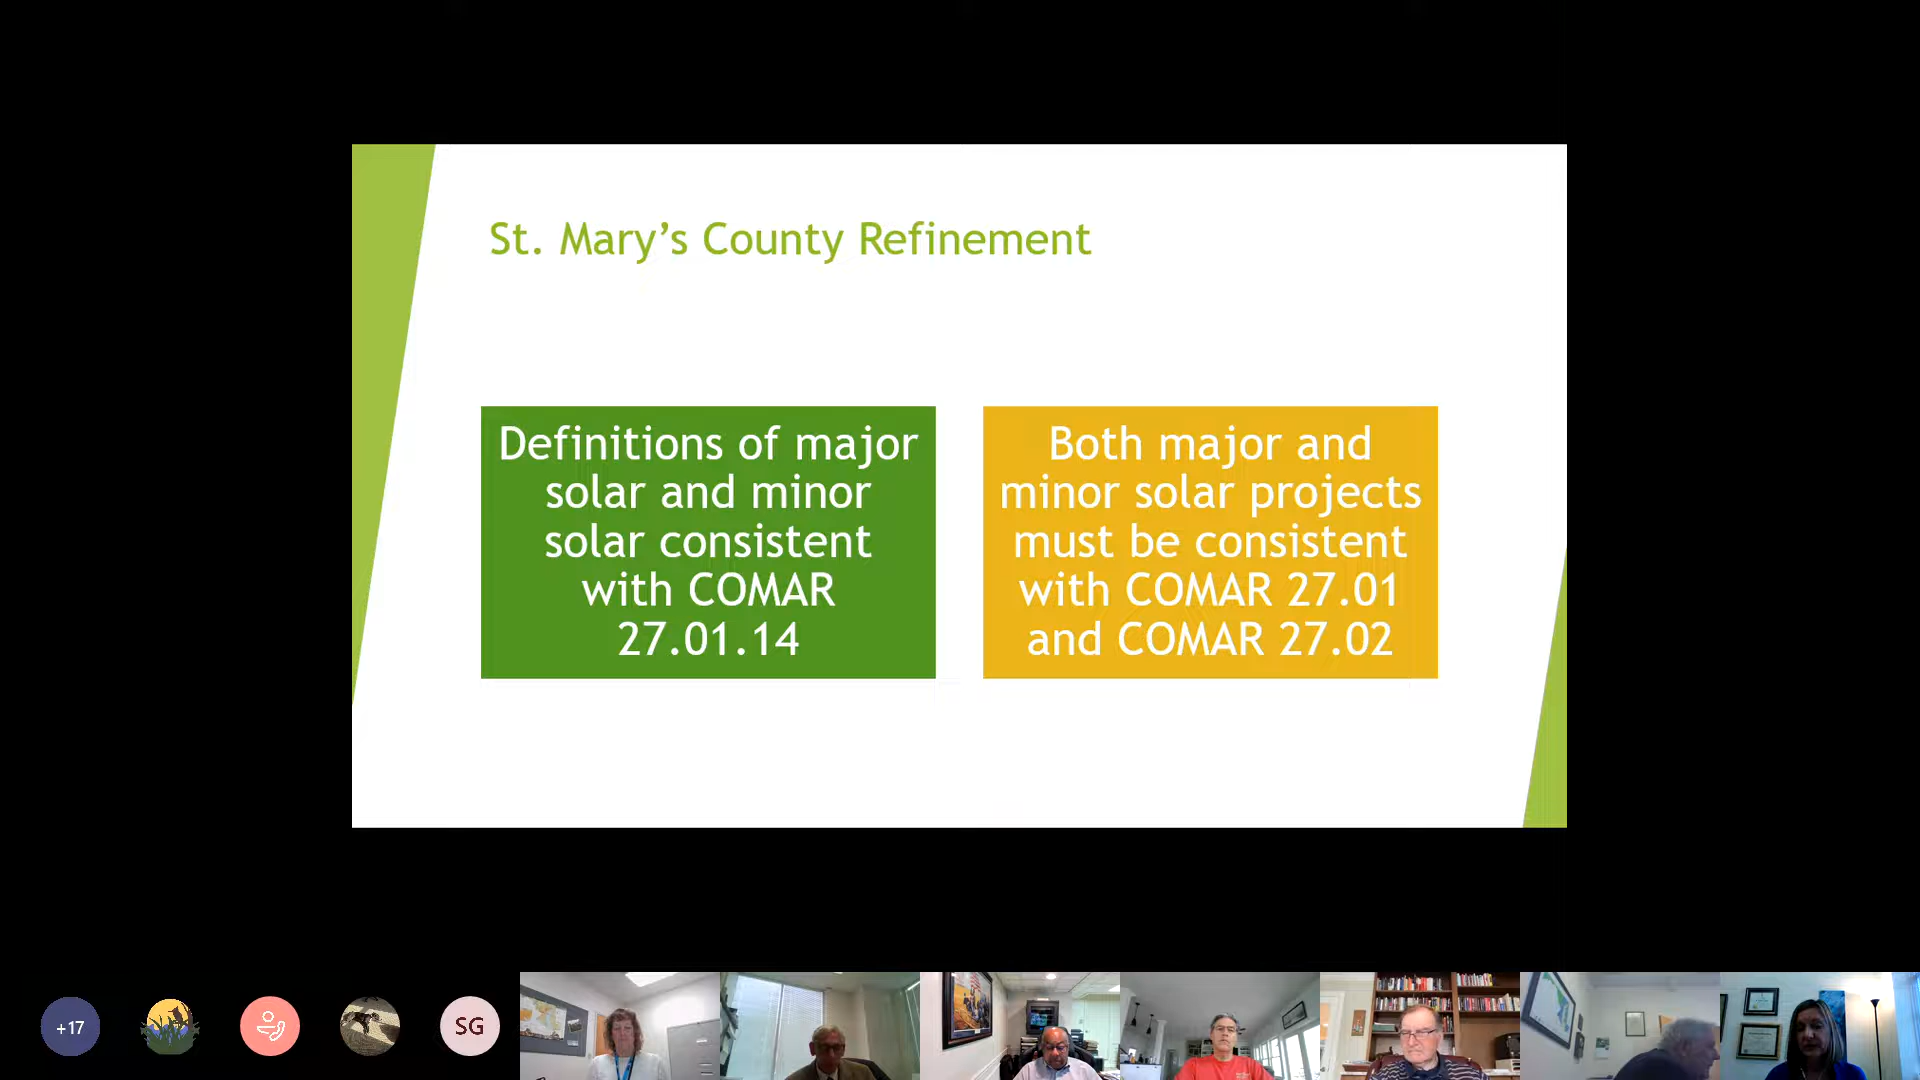 St. Mary’s County Refinement
Definitions of major
solar and minor
solar consistent
with COMAR
27.01.14
Both major and
minor solar projects
must be consistent
with COMAR 27.01
and COMAR 27.02
+17
SG